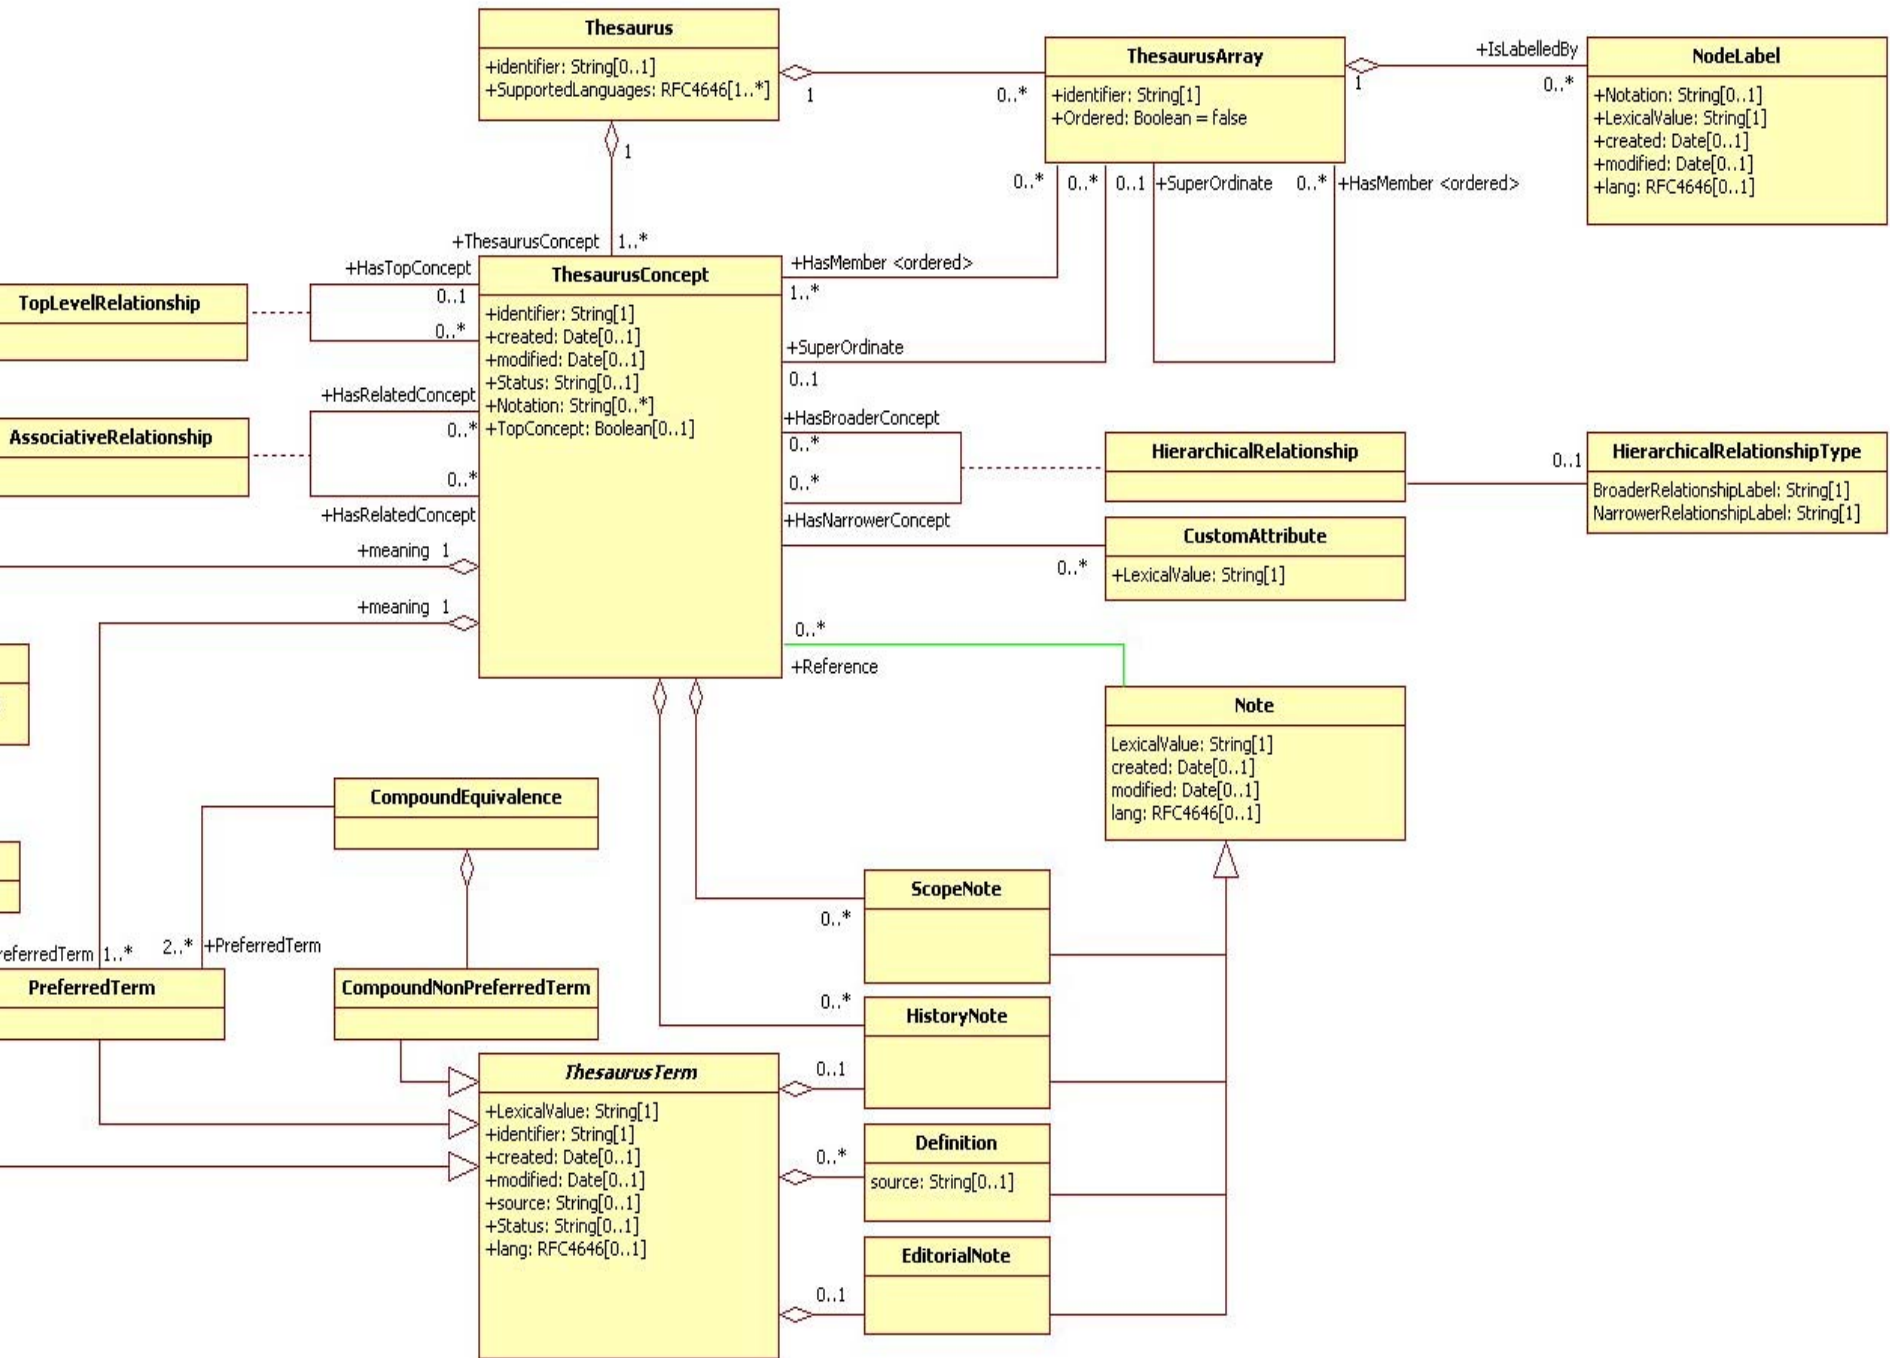 Thesaurus
+identifier: String[0..1]
+SupportedLanguages: RFC4646[1..*]
1
0..*
ThesaurusArray
+identifier: String[1]
+Ordered: Boolean = false
+IsLabelledBy
1
0..*
NodeLabel
+Notation: String[0..1]
+LexicalValue: String[1]
+created: Date[0..1]
+modified: Date[0..1]
+lang: RFC4646[0..1]
1
0..*
0..*
0..1
+SuperOrdinate
0..*
+HasMember <ordered>
+ThesaurusConcept
1..*
+HasTopConcept
0..1
0..*
TopLevelRelationship
ThesaurusConcept
+identifier: String[1]
+created: Date[0..1]
+modified: Date[0..1]
+Status: String[0..1]
+Notation: String[0..*]
+TopConcept: Boolean[0..1]
+HasMember <ordered>
1..*
+SuperOrdinate
0..1
+HasRelatedConcept
0..*
0..*
+HasRelatedConcept
AssociativeRelationship
+HasBroaderConcept
0..*
0..*
+HasNarrowerConcept
HierarchicalRelationship
0..1
HierarchicalRelationshipType
BroaderRelationshipLabel: String[1]
NarrowerRelationshipLabel: String[1]
CustomAttribute
+LexicalValue: String[1]
0..*
+meaning 1
+meaning 1
0..*
+Reference
Note
LexicalValue: String[1]
created: Date[0..1]
modified: Date[0..1]
lang: RFC4646[0..1]
CompoundEquivalence
ScopeNote
0..*
referredTerm
1..*
2..*
+PreferredTerm
PreferredTerm
CompoundNonPreferredTerm
0..*
HistoryNote
0..1
ThesaurusTerm
+LexicalValue: String[1]
+identifier: String[1]
+created: Date[0..1]
+modified: Date[0..1]
+source: String[0..1]
+Status: String[0..1]
+lang: RFC4646[0..1]
0..*
Definition
source: String[0..1]
EditorialNote
0..1